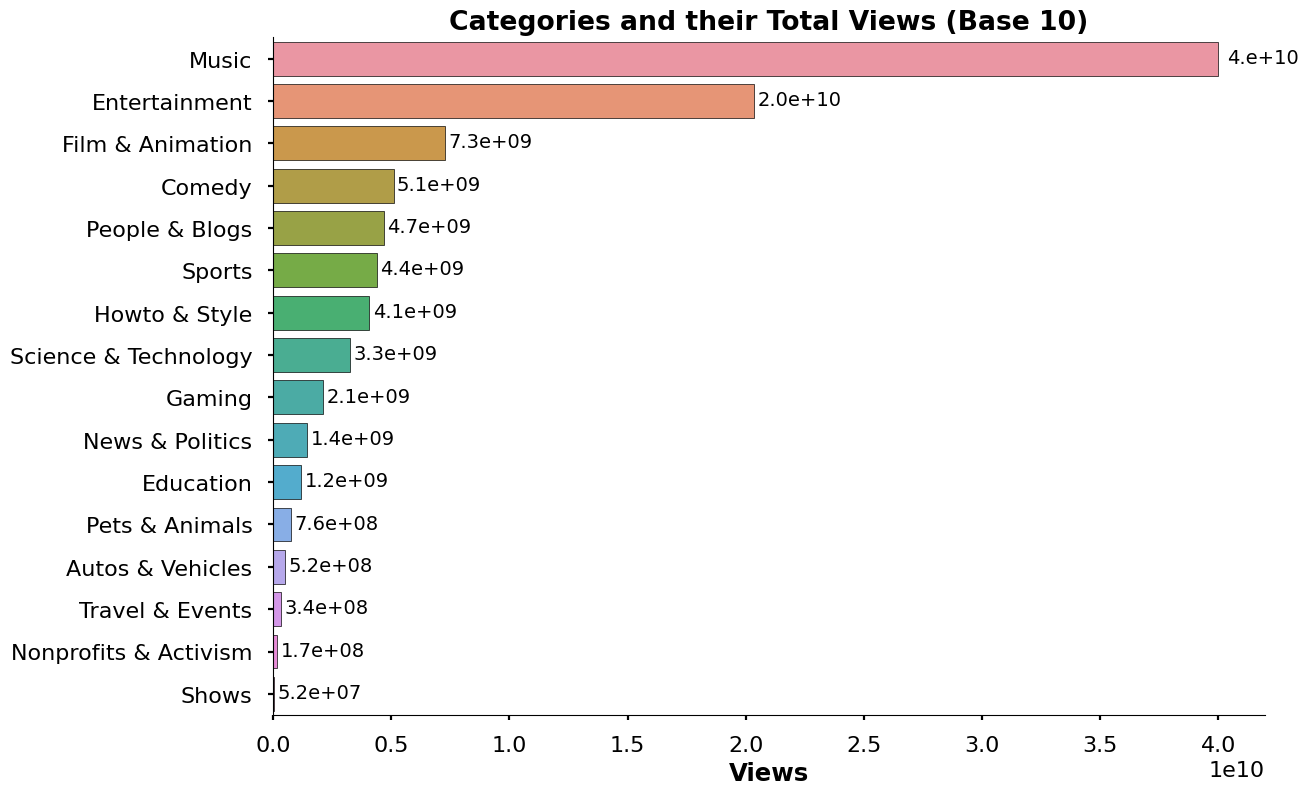 Categories and their Total Views (Base 10)
Music 4.e+10
Entertainment 2.0e+10
Film & Animation 7.3e+09
Comedy 5.1e+09
People & Blogs 4.7e+09
Sports 4.4e+09
Howto & Style 4.1e+09
Science & Technology 3.3e+09
Gaming 2.1e+09
News & Politics 1.4e+09
Education 1.2e+09
Pets & Animals 7.6e+08
Autos & Vehicles 5.2e+08
Travel & Events 3.4e+08
Nonprofits & Activism 1.7e+08
Shows 5.2e+07
0.0 0.5 1.0 1.5 2.0 2.5 3.0 3.5 4.0
1e10
Views